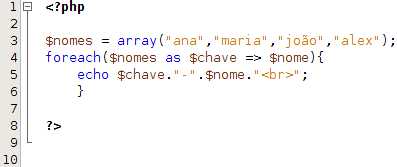 1 <?php
2
3 $nomes = array("ana","maria","joão","alex");
4 foreach($nomes as $chave => $nome){
5     echo $chave."-".$nome."<br>";
6     }
7
8 ?>
9
10